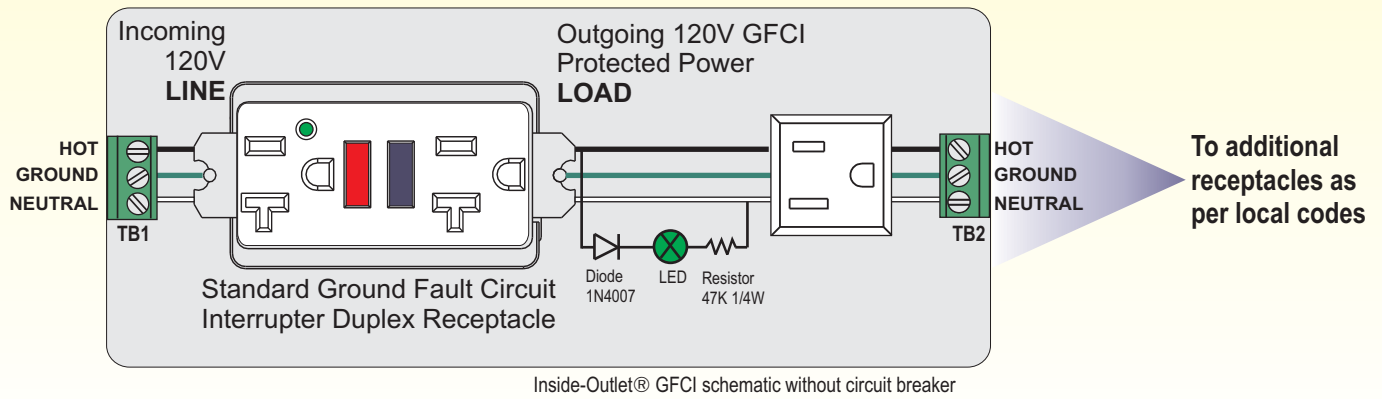 Incoming
120V
LINE
Outgoing 120V GFCI
Protected Power
LOAD
HOT
GROUND
NEUTRAL
TB1
HOT
GROUND
NEUTRAL
TB2
To additional
receptacles as
per local codes
Diode
1N4007
LED
Resistor
47K 1/4W
Standard Ground Fault Circuit
Interrupter Duplex Receptacle
Inside-Outlet® GFCI schematic without circuit breaker